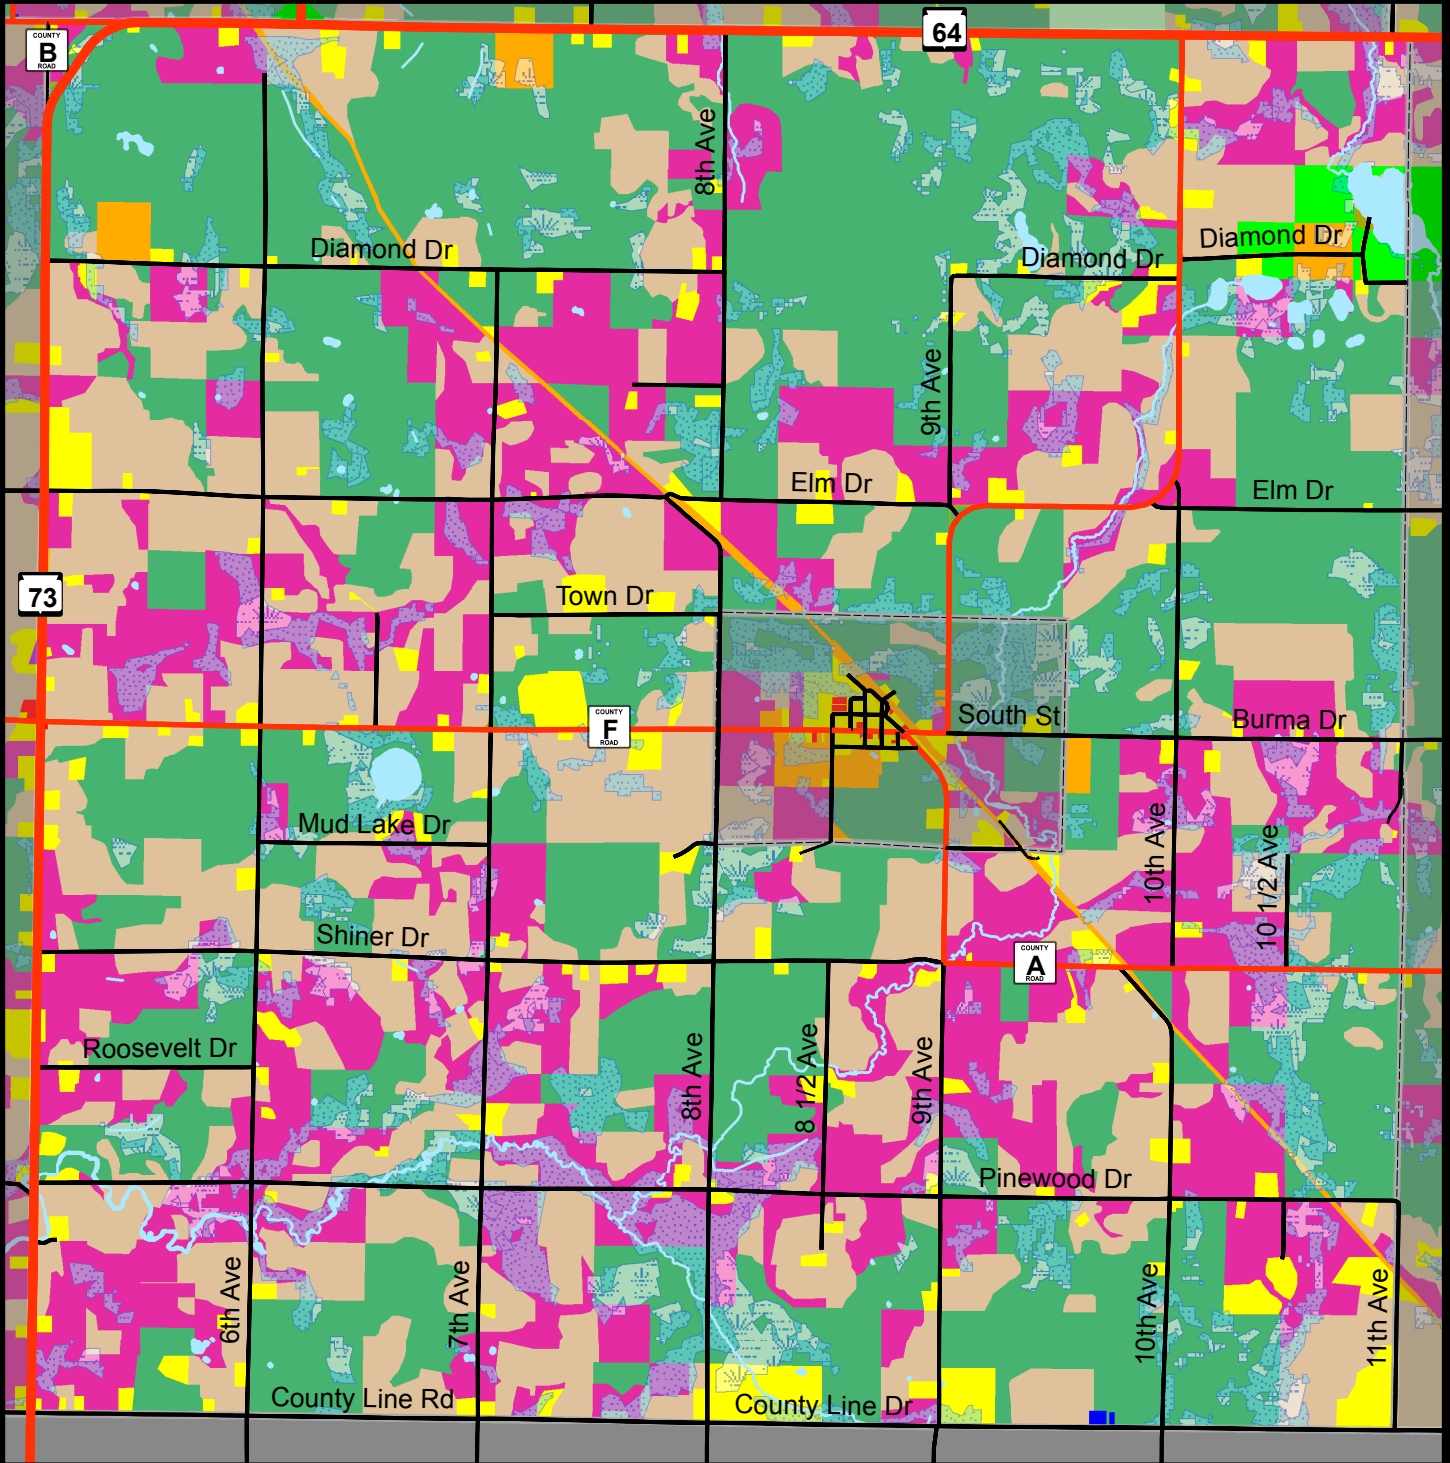 COUNTY
B
ROAD
64
8th Ave
Diamond Dr
Diamond Dr
Diamond Dr
9th Ave
Elm Dr
Elm Dr
73
Town Dr
COUNTY
F
ROAD
South St
Burma Dr
Mud Lake Dr
10th Ave
10 1/2 Ave
Shiner Dr
COUNTY
A
ROAD
Roosevelt Dr
8th Ave
8 1/2 Ave
9th Ave
Pinewood Dr
6th Ave
7th Ave
10th Ave
11th Ave
County Line Rd
County Line Dr